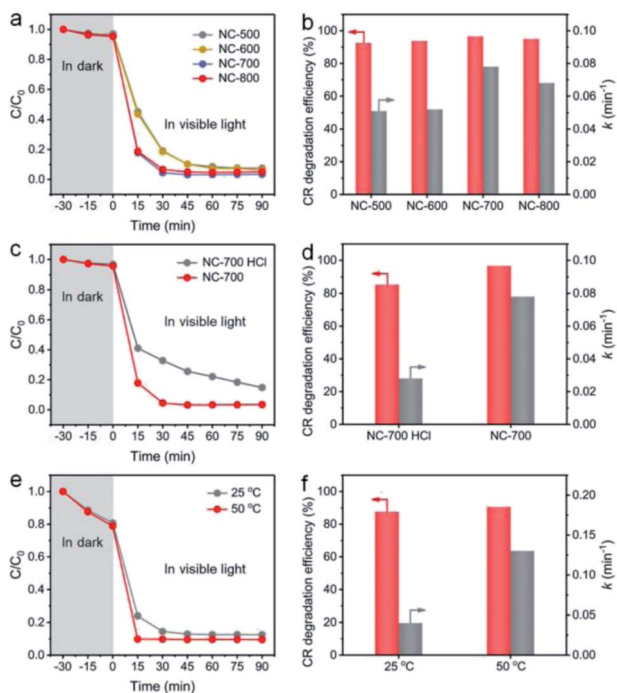 a
C/C0
1.0
0.8
0.6
0.4
0.2
0.0
In dark
In visible light
NC-500
NC-600
NC-700
NC-800
-30 -15 0 15 30 45 60 75 90
Time (min)
b
CR degradation efficiency (%)
100
80
60
40
20
0
NC-500 NC-600 NC-700 NC-800
0.10
0.08
0.06
0.04
0.02
0.00
k (min⁻¹)
c
C/C0
1.0
0.8
0.6
0.4
0.2
0.0
In dark
In visible light
NC-700 HCl
NC-700
-30 -15 0 15 30 45 60 75 90
Time (min)
d
CR degradation efficiency (%)
100
80
60
40
20
0
NC-700 HCl NC-700
0.10
0.08
0.06
0.04
0.02
0.00
k (min⁻¹)
e
C/C0
1.0
0.8
0.6
0.4
0.2
0.0
In dark
In visible light
25 °C
50 °C
-30 -15 0 15 30 45 60 75 90
Time (min)
f
CR degradation efficiency (%)
100
80
60
40
20
0
25 °C 50 °C
0.20
0.15
0.10
0.05
0.00
k (min⁻¹)